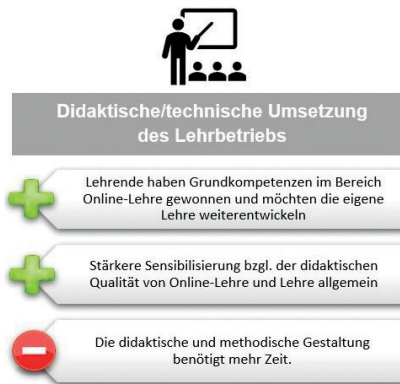 Didaktische/technische Umsetzung
des Lehrbetriebs
Lehrende haben Grundkompetenzen im Bereich
Online-Lehre gewonnen und möchten die eigene
Lehre weiterentwickeln
Stärkere Sensibilisierung bzgl. der didaktischen
Qualität von Online-Lehre und Lehre allgemein
Die didaktische und methodische Gestaltung
benötigt mehr Zeit.